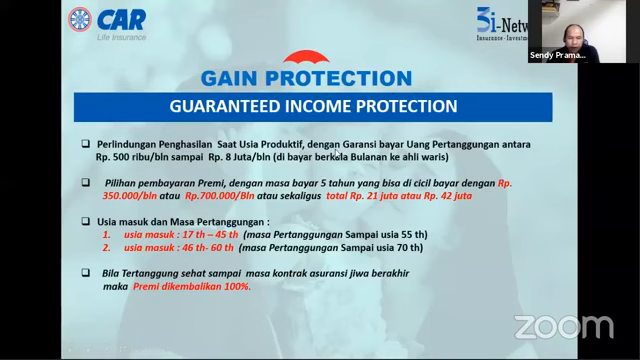 CAR
Life Insurance
3i-Netw
Insurance-Investm
Sendy Prama...
GAIN PROTECTION
GUARANTEED INCOME PROTECTION
Perlindungan Penghasilan Saat Usia Produktif, dengan Garansi bayar Uang Pertanggungan antara
Rp. 500 ribu/bln sampai Rp. 8 Juta/bln (di bayar berkala Bulanan ke ahli waris)
Pilihan pembayaran Premi, dengan masa bayar 5 tahun yang bisa di cicil bayar dengan Rp.
350.000/bln atau Rp.700.000/Bln atau sekaligus total Rp. 21 juta atau Rp. 42 juta
Usia masuk dan Masa Pertanggungan :
1. usia masuk : 17 th – 45 th (masa Pertanggungan Sampai usia 55 th)
2. usia masuk : 46 th- 60 th (masa Pertanggungan Sampai usia 70 th)
Bila Tertanggung sehat sampai masa kontrak asuransi jiwa berakhir
maka Premi dikembalikan 100%.
zoom